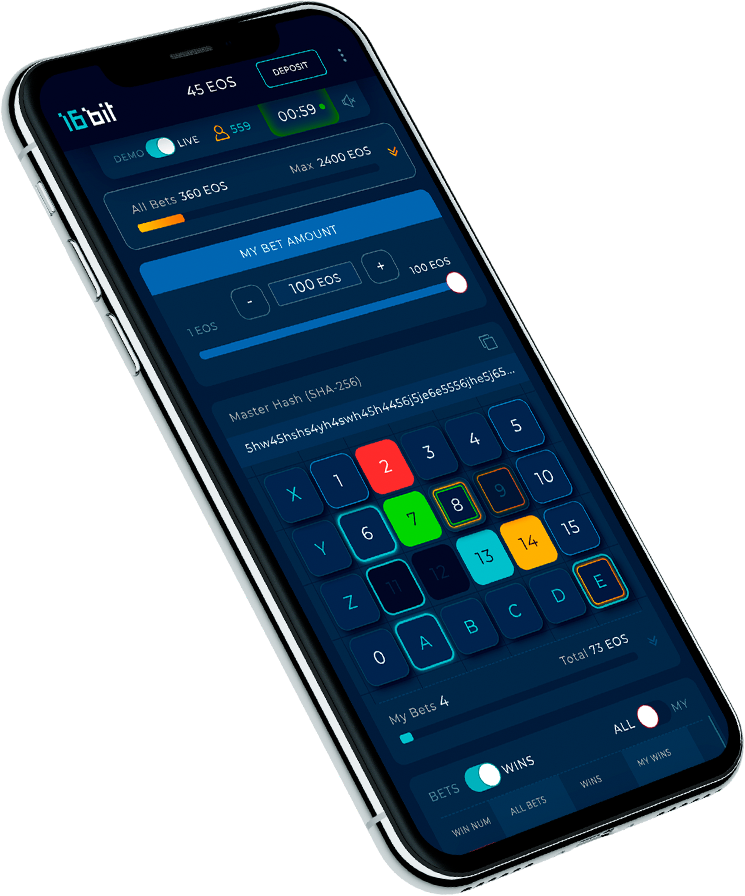 16bit 45 EOS DEPOSIT
DEMO LIVE 559 00:59
All Bets 360 EOS Max 2400 EOS
MY BET AMOUNT
- 100 EOS +
1 EOS 100 EOS
Master Hash (SHA-256)
5hw45hshs4yh4swh45h4456j5je6e5556jhe5j65...
X 1 2 3 4 5
Y 6 7 8 9 10
Z 11 12 13 14 15
0 A B C D E
My Bets 4 Total 73 EOS
BETS WINS ALL MY
WIN NUM ALL BETS WINS MY WINS